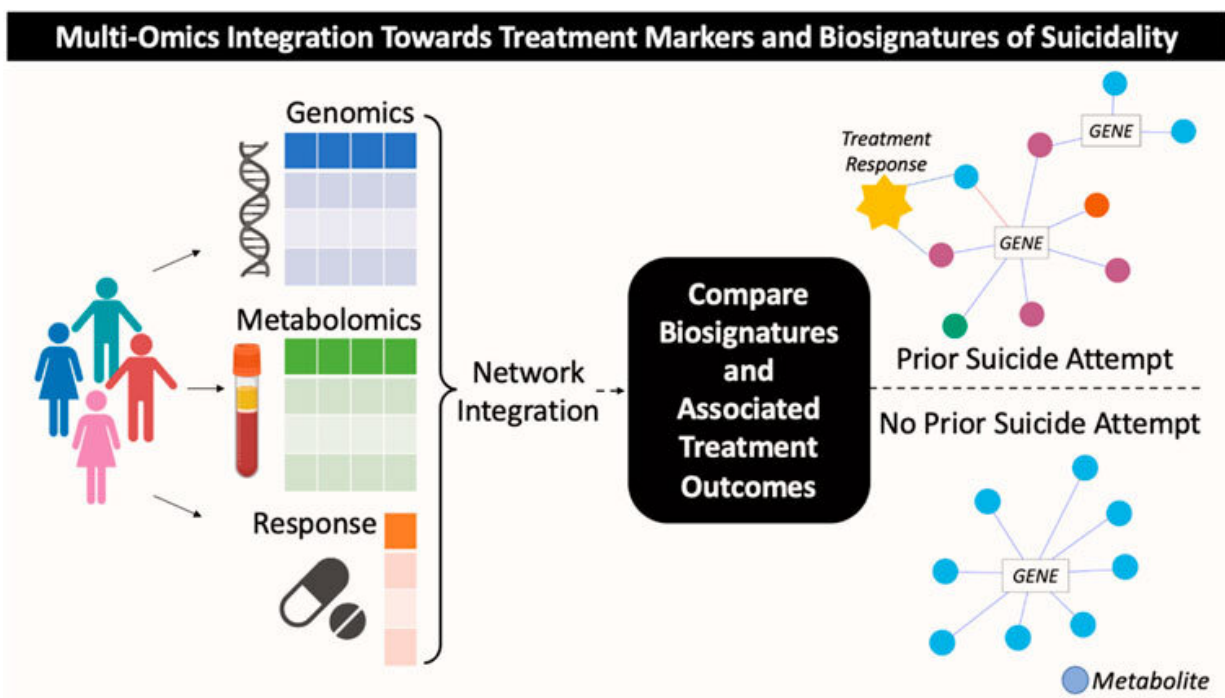 Multi-Omics Integration Towards Treatment Markers and Biosignatures of Suicidality
Genomics
Metabolomics
Response
Network
Integration
Compare
Biosignatures
and
Associated
Treatment
Outcomes
Treatment
Response
GENE
GENE
Prior Suicide Attempt
No Prior Suicide Attempt
GENE
Metabolite